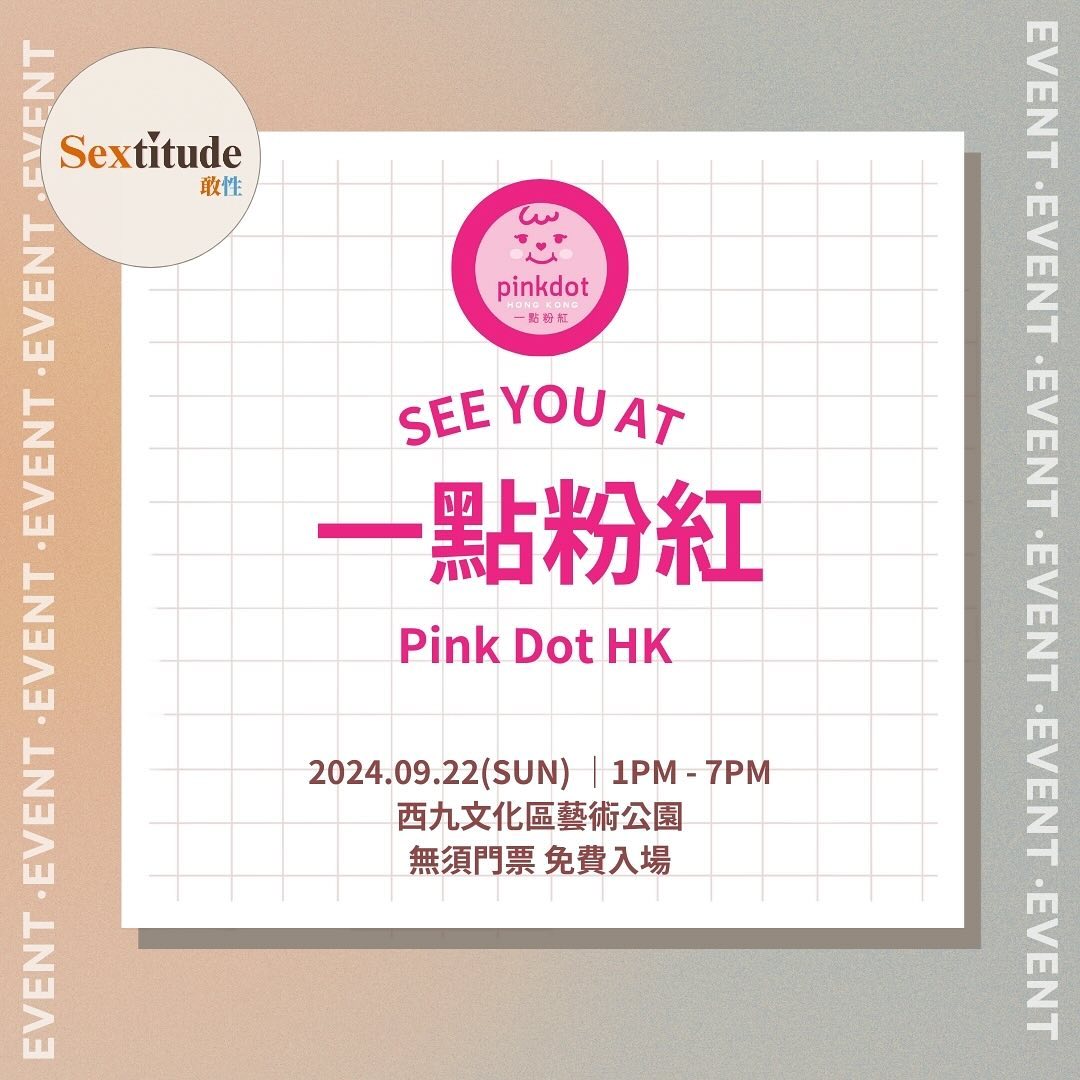 Sextitude
敢性
pinkdot
HONG KONG
一點粉紅
SEE YOU AT
一點粉紅
Pink Dot HK
2024.09.22(SUN) | 1PM - 7PM
西九文化區藝術公園
無須門票 免費入場
EVENT · EVENT · EVENT · EVENT · EVENT · EVENT
EVENT · EVENT · EVENT · EVENT · EVENT · EVENT